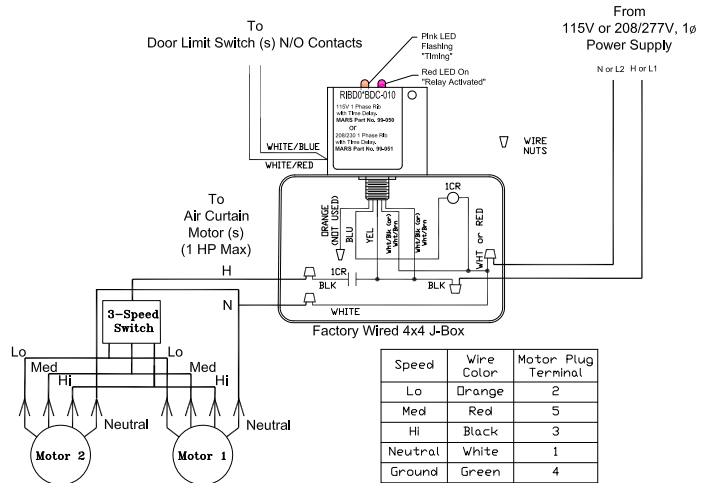 To
Door Limit Switch (s) N/O Contacts
Pink LED
Flashing
"Timing"
Red LED On
"Relay Activated"
From
115V or 208/277V, 1ø
Power Supply
N or L2 H or L1
RIBD0*BDC-010
115V 1 Phase Rib
with Time Delay.
MARS Part No. 99-050
or
208/230 1 Phase Rib
with Time Delay.
MARS Part No. 99-051
WHITE/BLUE
WHITE/RED
WIRE
NUTS
To
Air Curtain
Motor (s)
(1 HP Max)
ORANGE
(NOT USED)
BLU
YEL
Wht/Blk (or)
Wht/Brn
Wht/Blk (or)
Wht/Brn
1CR
WHT or RED
H
1CR
BLK
BLK
N
WHITE
Factory Wired 4x4 J-Box
3-Speed
Switch
Lo
Lo
Med
Med
Hi
Hi
Neutral
Neutral
Motor 2
Motor 1
Speed Wire Color Motor Plug Terminal
Lo Orange 2
Med Red 5
Hi Black 3
Neutral White 1
Ground Green 4